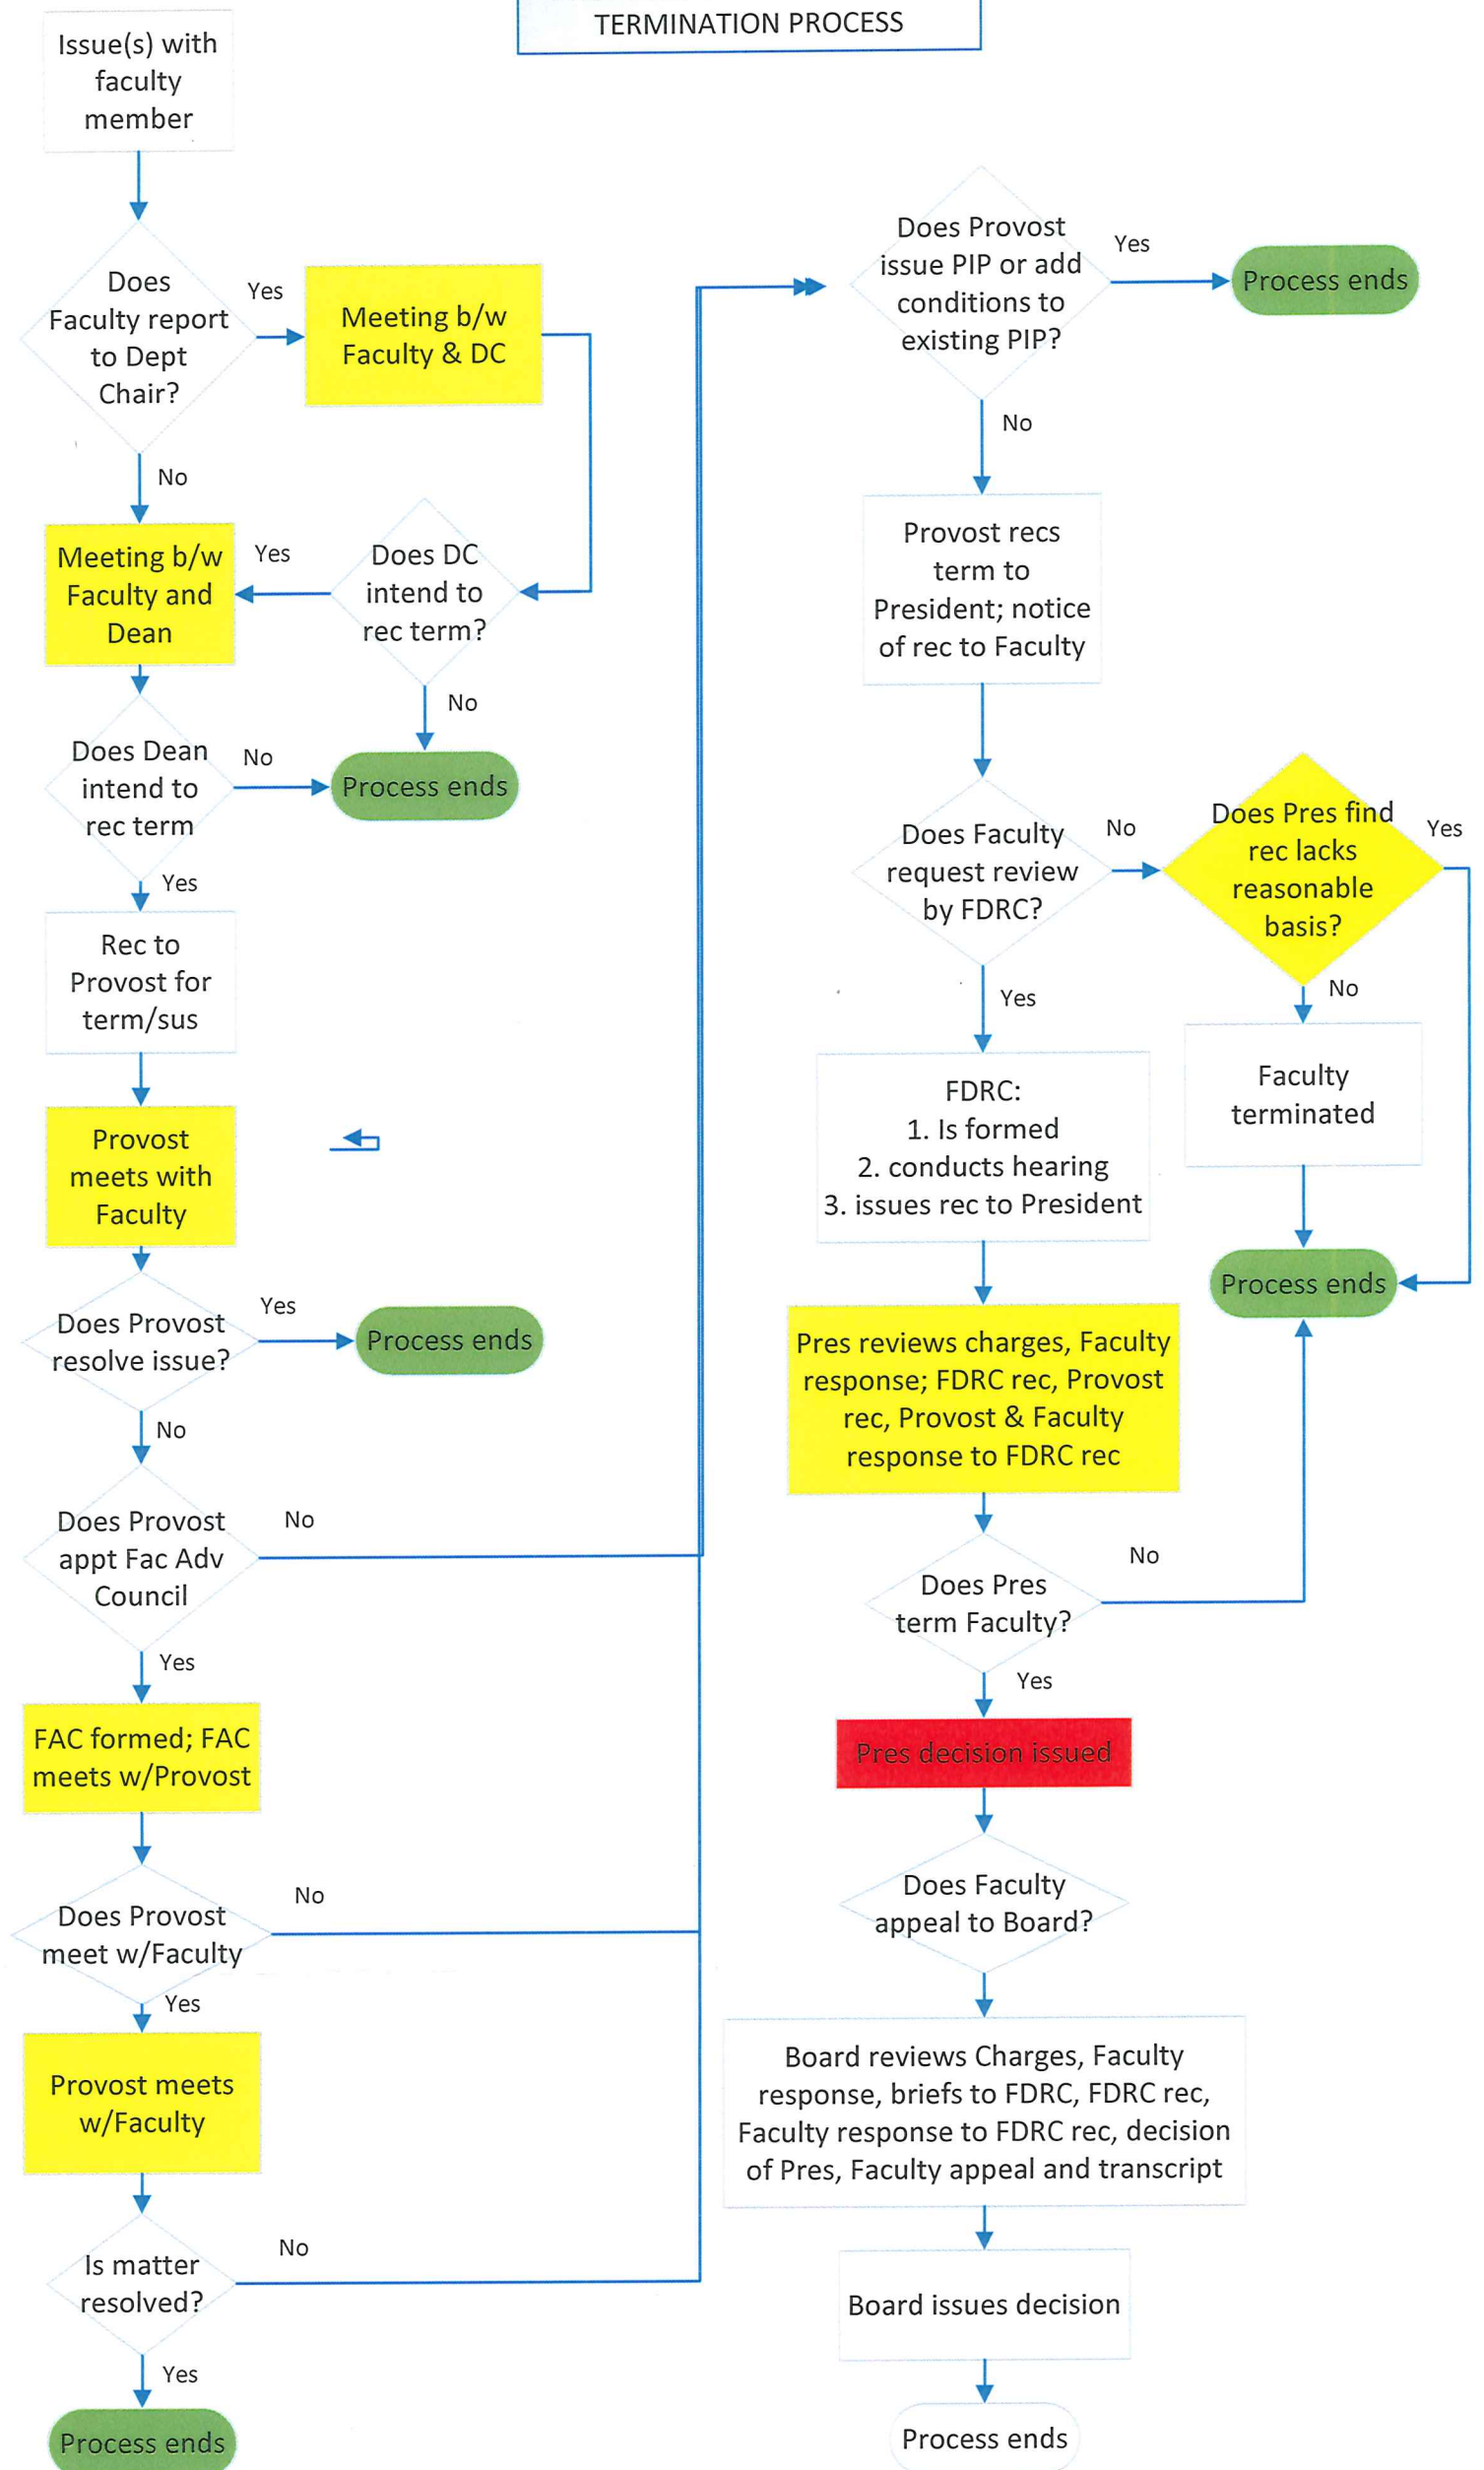 TERMINATION PROCESS
Issue(s) with
faculty
member
Does
Faculty report
to Dept
Chair?
Yes
Meeting b/w
Faculty & DC
No
Meeting b/w
Faculty and
Dean
Yes
Does DC
intend to
rec term?
No
Does Dean
intend to
rec term
No
Process ends
Yes
Rec to
Provost for
term/sus
Provost
meets with
Faculty
Does Provost
resolve issue?
Yes
Process ends
No
Does Provost
appt Fac Adv
Council
No
Yes
FAC formed; FAC
meets w/Provost
Does Provost
meet w/Faculty
No
Yes
Provost meets
w/Faculty
Is matter
resolved?
No
Yes
Process ends
Does Provost
issue PIP or add
conditions to
existing PIP?
Yes
Process ends
No
Provost recs
term to
President; notice
of rec to Faculty
Does Faculty
request review
by FDRC?
No
Does Pres find
rec lacks
reasonable
basis?
Yes
No
Faculty
terminated
Process ends
Yes
FDRC:
1. Is formed
2. conducts hearing
3. issues rec to President
Pres reviews charges, Faculty
response; FDRC rec, Provost
rec, Provost & Faculty
response to FDRC rec
Does Pres
term Faculty?
No
Yes
Pres decision issued
Does Faculty
appeal to Board?
Board reviews Charges, Faculty
response, briefs to FDRC, FDRC rec,
Faculty response to FDRC rec, decision
of Pres, Faculty appeal and transcript
Board issues decision
Process ends